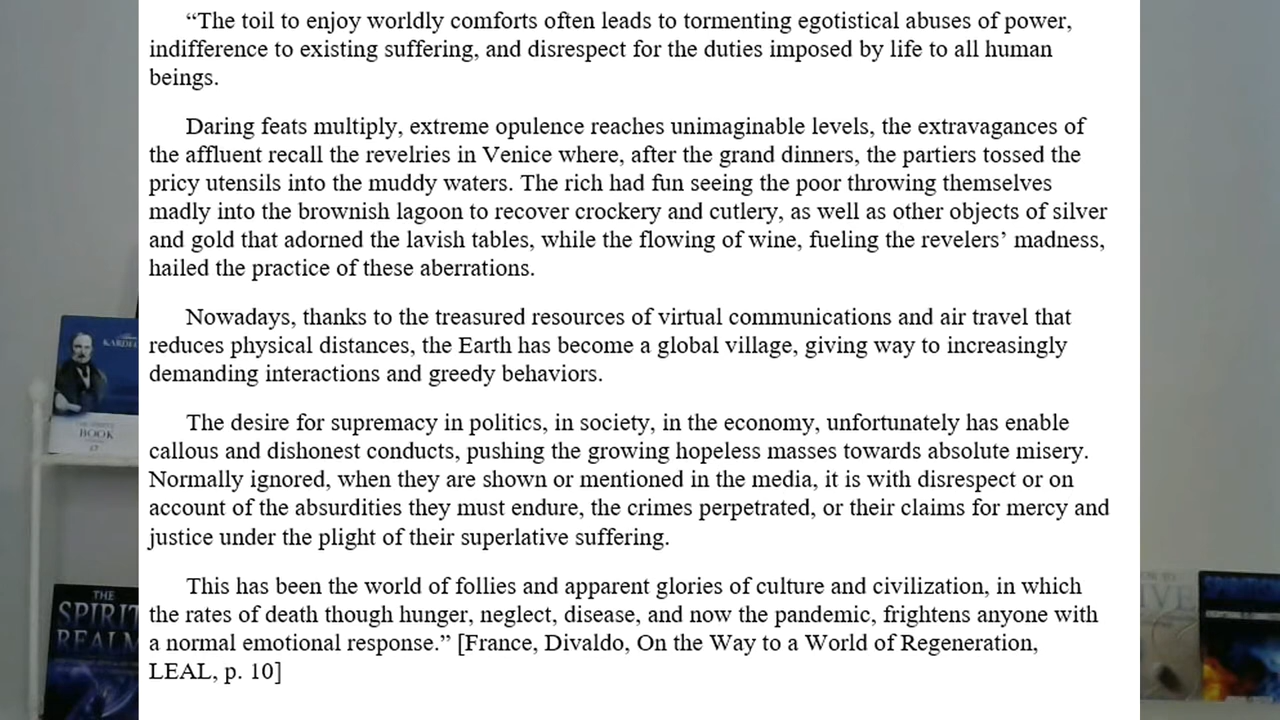 “The toil to enjoy worldly comforts often leads to tormenting egotistical abuses of power,
indifference to existing suffering, and disrespect for the duties imposed by life to all human
beings.
Daring feats multiply, extreme opulence reaches unimaginable levels, the extravagances of
the affluent recall the revelries in Venice where, after the grand dinners, the partiers tossed the
pricy utensils into the muddy waters. The rich had fun seeing the poor throwing themselves
madly into the brownish lagoon to recover crockery and cutlery, as well as other objects of silver
and gold that adorned the lavish tables, while the flowing of wine, fueling the revelers’ madness,
hailed the practice of these aberrations.
Nowadays, thanks to the treasured resources of virtual communications and air travel that
reduces physical distances, the Earth has become a global village, giving way to increasingly
demanding interactions and greedy behaviors.
The desire for supremacy in politics, in society, in the economy, unfortunately has enable
callous and dishonest conducts, pushing the growing hopeless masses towards absolute misery.
Normally ignored, when they are shown or mentioned in the media, it is with disrespect or on
account of the absurdities they must endure, the crimes perpetrated, or their claims for mercy and
justice under the plight of their superlative suffering.
This has been the world of follies and apparent glories of culture and civilization, in which
the rates of death though hunger, neglect, disease, and now the pandemic, frightens anyone with
a normal emotional response.” [France, Divaldo, On the Way to a World of Regeneration,
LEAL, p. 10]
BOOK
THE
SPIRIT
REALM